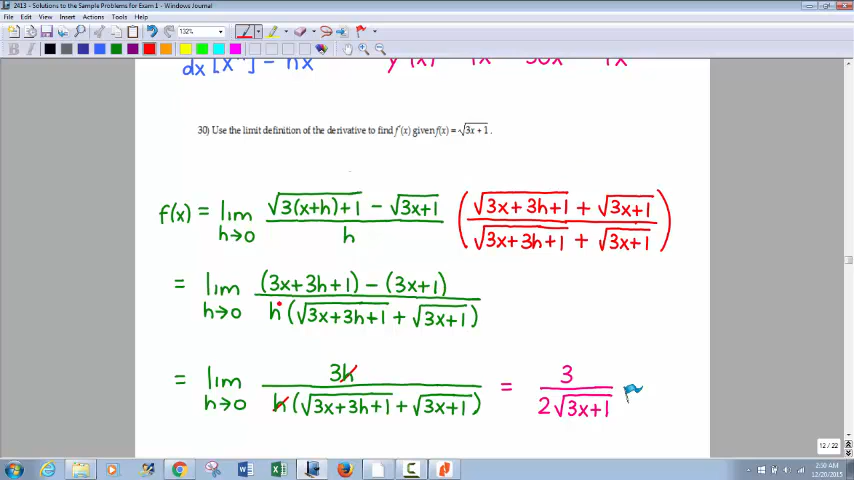 2413 - Solutions to the Sample Problems for Exam 1 - Windows Journal
File Edit View Insert Actions Tools Help
132%
B I
30) Use the limit definition of the derivative to find f'(x) given f(x) = √3x + 1.
f(x) = lim h→0 √3(x+h)+1 − √3x+1 / h (√3x+3h+1 + √3x+1 / √3x+3h+1 + √3x+1)
= lim h→0 (3x+3h+1) − (3x+1) / h(√3x+3h+1 + √3x+1)
= lim h→0 3h / h(√3x+3h+1 + √3x+1) = 3 / 2√3x+1
12 / 22
2:50 AM
12/20/2015